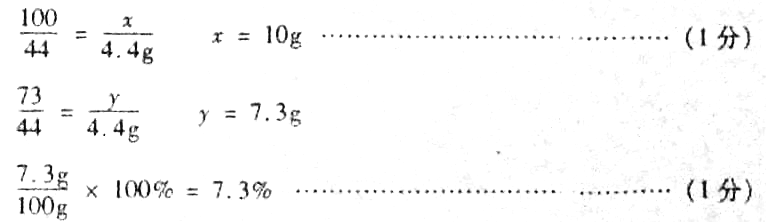 100/44 = x/4.4g x = 10g ………………………………………… (1分)
73/44 = y/4.4g y = 7.3g
7.3g/100g × 100% = 7.3% ………………………………………… (1分)